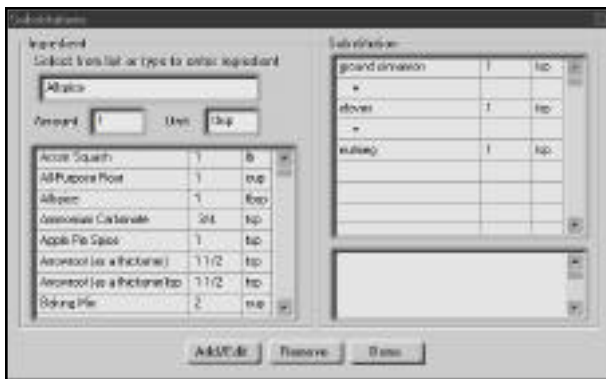 Substitutions
Ingredient
Select from list or type to enter ingredient
Allspice
Amount 1 Unit tbsp
Acorn Squash 1 lb
All-Purpose Flour 1 cup
Allspice 1 tbsp
Ammonium Carbonate 3/4 tsp
Apple Pie Spice 1 tsp
Arrowroot (as a thickener) 1 1/2 tsp
Arrowroot (as a thickener) tsp 1 1/2 tsp
Baking Mix 2 cup
Substitution
ground cinnamon 1 tsp
+
cloves 1 tsp
+
nutmeg 1 tsp
Add/Edit Remove Done